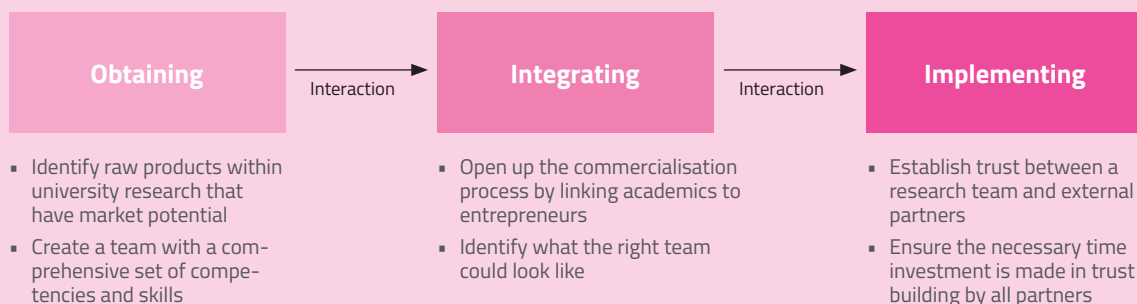 Obtaining
Interaction
Integrating
Interaction
Implementing
▪ Identify raw products within
university research that
have market potential
▪ Create a team with a com-
prehensive set of compe-
tencies and skills
▪ Open up the commercialisation
process by linking academics to
entrepreneurs
▪ Identify what the right team
could look like
▪ Establish trust between a
research team and external
partners
▪ Ensure the necessary time
investment is made in trust
building by all partners